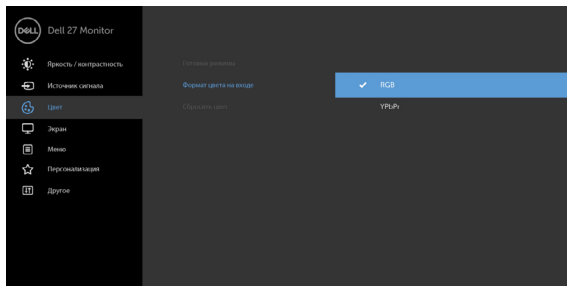 DELL Dell 27 Monitor
Яркость / контрастность
Готовые режимы
Источник сигнала
Формат цвета на входе
RGB
Цвет
Сбросить цвет
YPbPr
Экран
Меню
Персонализация
Другое